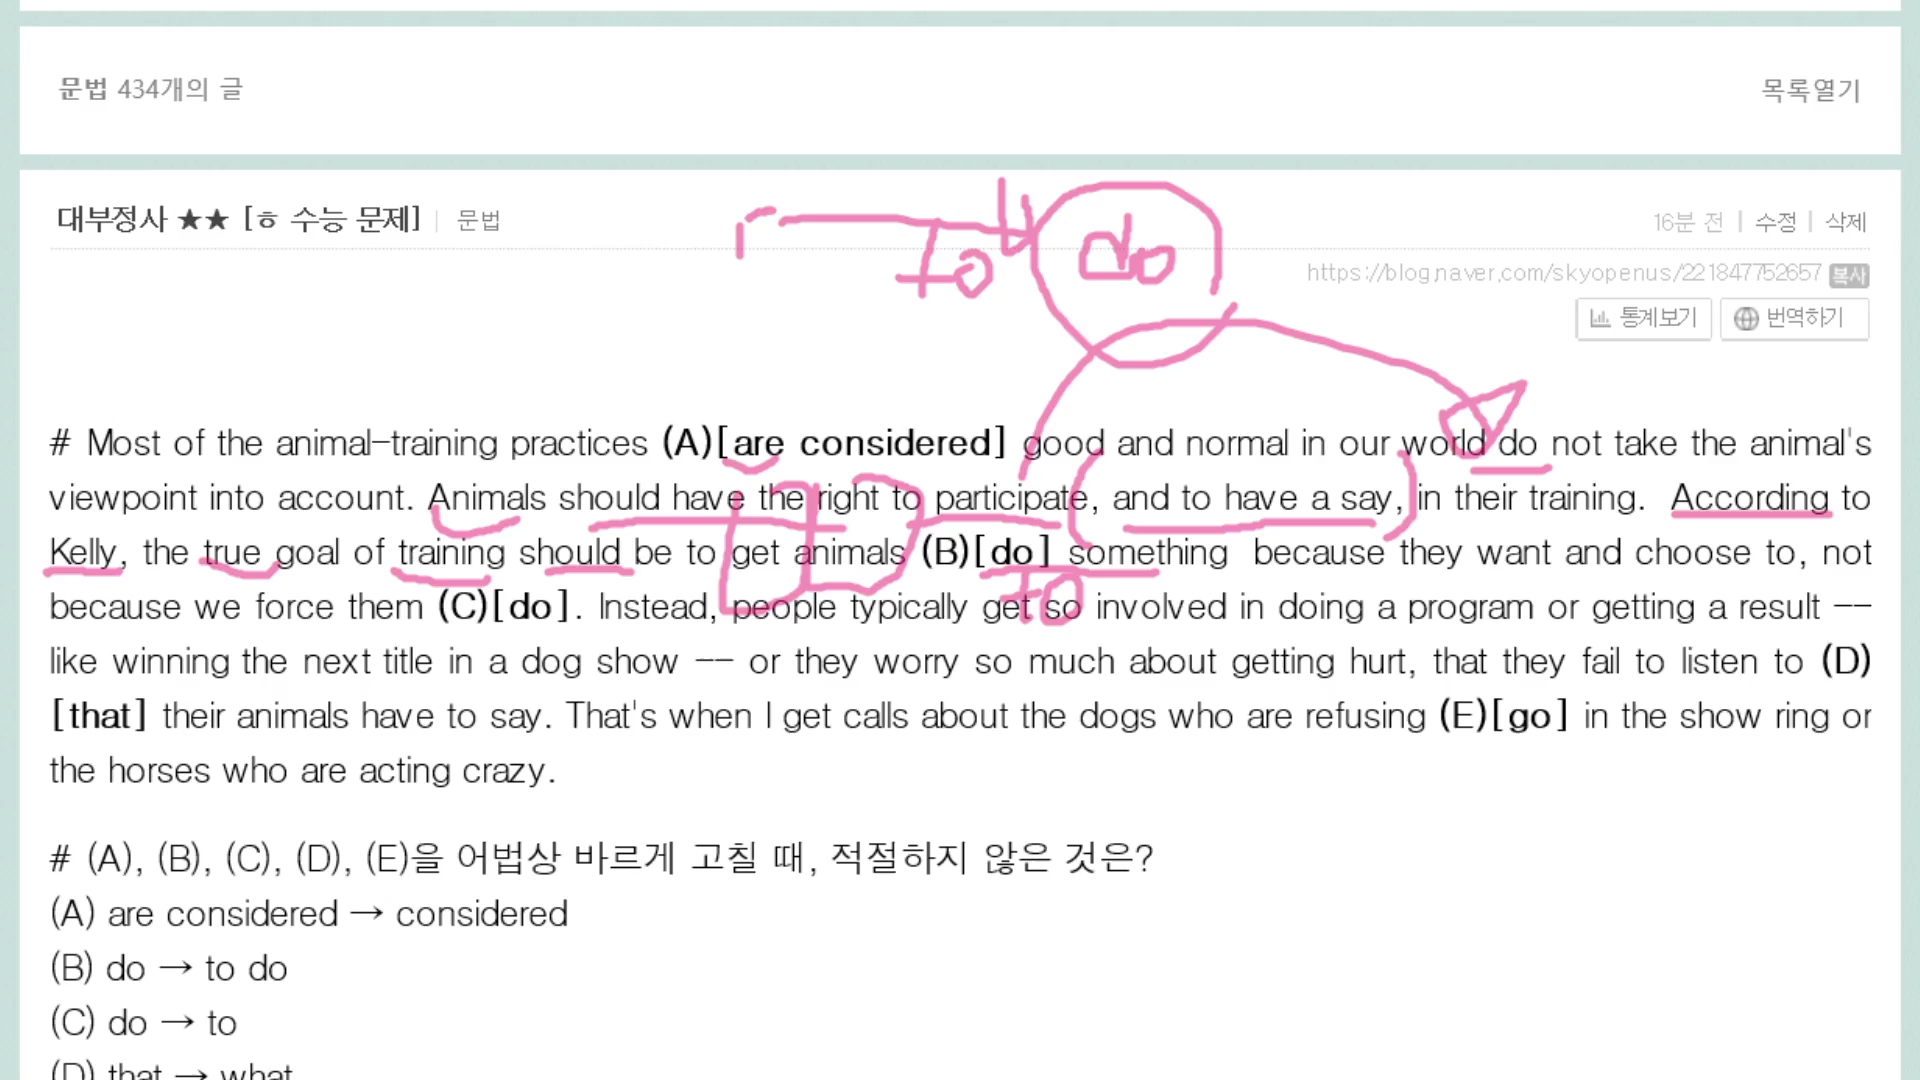 문법 434개의 글 목록열기
대부정사 ★★ [ㅎ 수능 문제] | 문법 16분 전 | 수정 | 삭제
https://blog.naver.com/skyopenus/221847752657 복사
통계보기 번역하기
to do
# Most of the animal-training practices (A)[are considered] good and normal in our world do not take the animal's
viewpoint into account. Animals should have the right to participate, and to have a say, in their training. According to
Kelly, the true goal of training should be to get animals (B)[do] something because they want and choose to, not
to
because we force them (C)[do]. Instead, people typically get so involved in doing a program or getting a result --
like winning the next title in a dog show -- or they worry so much about getting hurt, that they fail to listen to (D)
[that] their animals have to say. That's when I get calls about the dogs who are refusing (E)[go] in the show ring or
the horses who are acting crazy.
# (A), (B), (C), (D), (E)을 어법상 바르게 고칠 때, 적절하지 않은 것은?
(A) are considered → considered
(B) do → to do
(C) do → to
(D) that → what